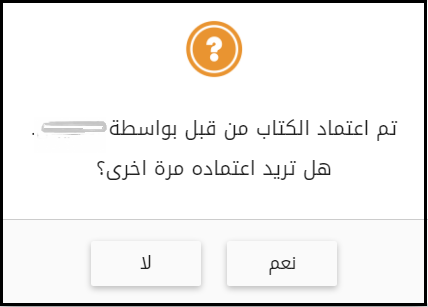 ?
تم اعتماد الكتاب من قبل بواسطة .
هل تريد اعتماده مرة اخرى؟
نعم
لا